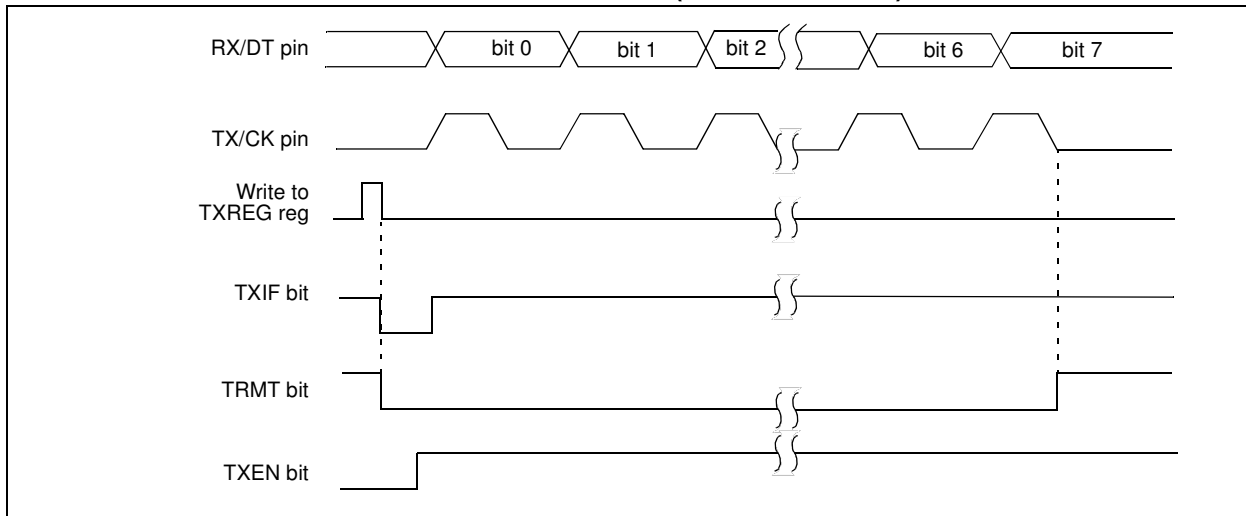 RX/DT pin
bit 0
bit 1
bit 2
bit 6
bit 7
TX/CK pin
Write to
TXREG reg
TXIF bit
TRMT bit
TXEN bit